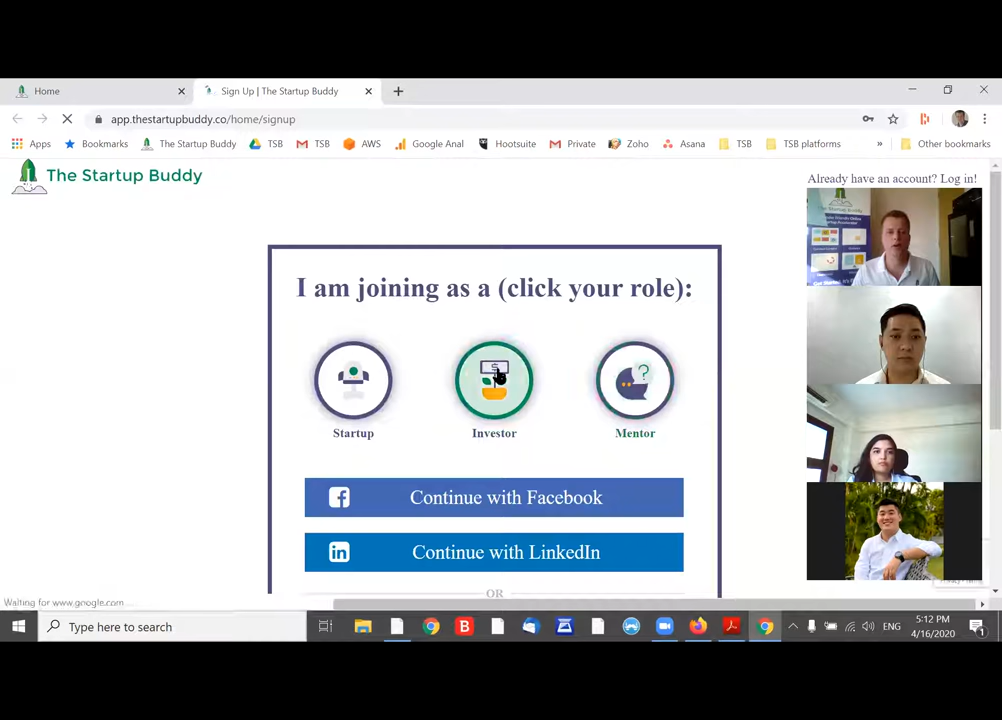 Home
Sign Up | The Startup Buddy
app.thestartupbuddy.co/home/signup
Apps
Bookmarks
The Startup Buddy
TSB
TSB
AWS
Google Anal
Hootsuite
Private
Zoho
Asana
TSB
TSB platforms
»
Other bookmarks
The Startup Buddy
Already have an account? Log in!
The Startup Buddy
I am joining as a (click your role):
Startup
Investor
Mentor
Continue with Facebook
Continue with LinkedIn
OR
Waiting for www.google.com ...
Type here to search
ENG
5:12 PM
4/16/2020